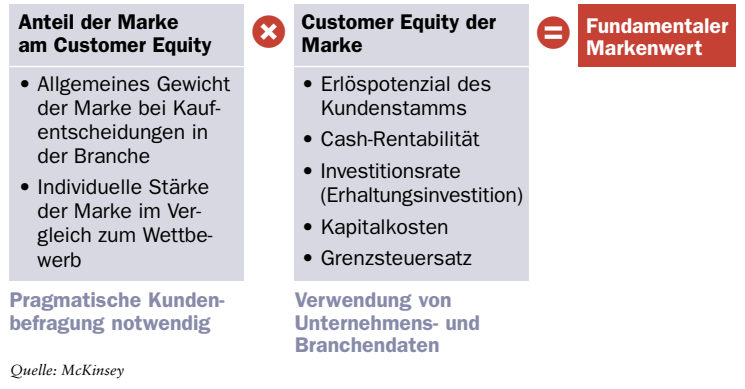 Anteil der Marke
am Customer Equity
• Allgemeines Gewicht
der Marke bei Kauf-
entscheidungen in
der Branche
• Individuelle Stärke
der Marke im Ver-
gleich zum Wettbe-
werb
Pragmatische Kunden-
befragung notwendig
×
Customer Equity der
Marke
• Erlöspotenzial des
Kundenstamms
• Cash-Rentabilität
• Investitionsrate
(Erhaltungsinvestition)
• Kapitalkosten
• Grenzsteuersatz
Verwendung von
Unternehmens- und
Branchendaten
=
Fundamentaler
Markenwert
Quelle: McKinsey